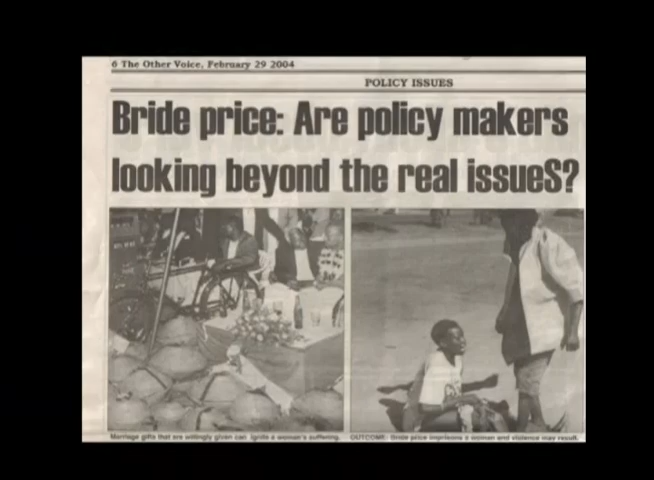 6 The Other Voice, February 29 2004
POLICY ISSUES
Bride price: Are policy makers
looking beyond the real issueS?
Marriage gifts that are willingly given can ignite a woman's suffering.
OUTCOME: Bride price imprisons a woman and violence may result.